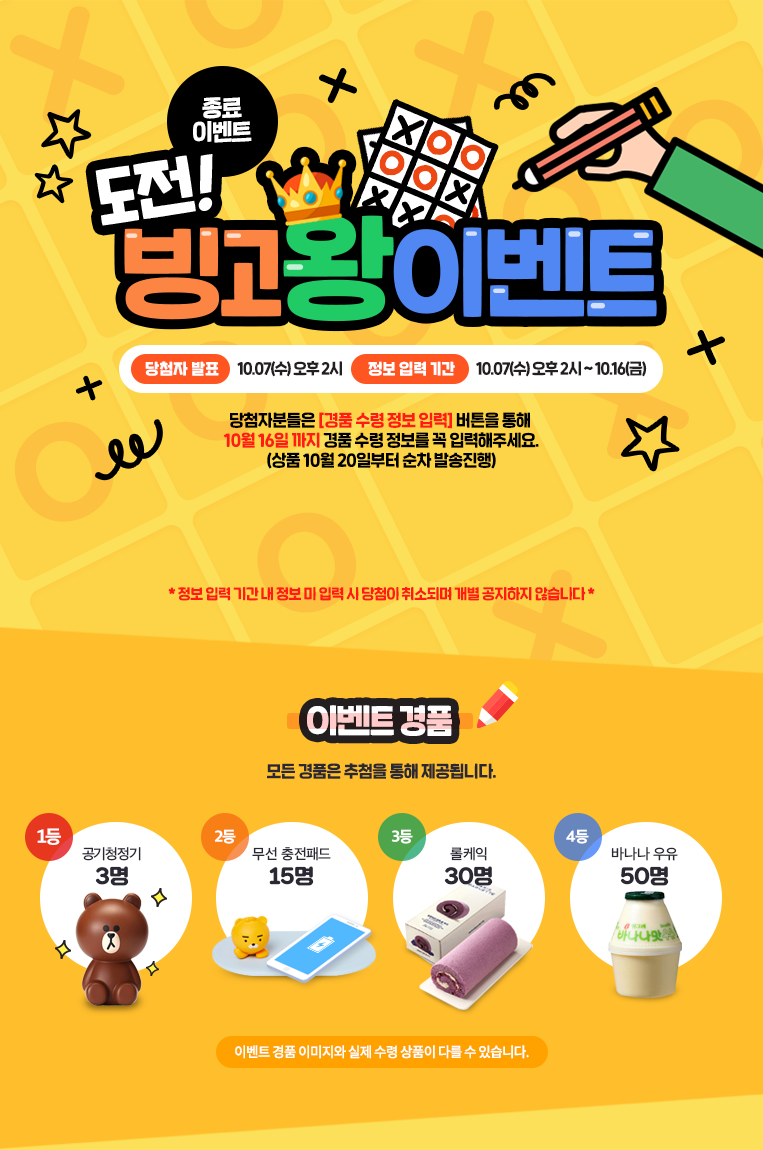 종료
이벤트
도전!
빙고왕이벤트
당첨자 발표 10.07(수) 오후 2시 정보 입력 기간 10.07(수) 오후 2시 ~ 10.16(금)
당첨자분들은 [경품 수령 정보 입력] 버튼을 통해
10월 16일 까지 경품 수령 정보를 꼭 입력해주세요.
(상품 10월 20일부터 순차 발송진행)
* 정보 입력 기간 내 정보 미 입력 시 당첨이 취소되며 개별 공지하지 않습니다 *
이벤트 경품
모든 경품은 추첨을 통해 제공됩니다.
1등
공기청정기
3명
2등
무선 충전패드
15명
3등
롤케익
30명
4등
바나나 우유
50명
바나나맛
이벤트 경품 이미지와 실제 수령 상품이 다를 수 있습니다.